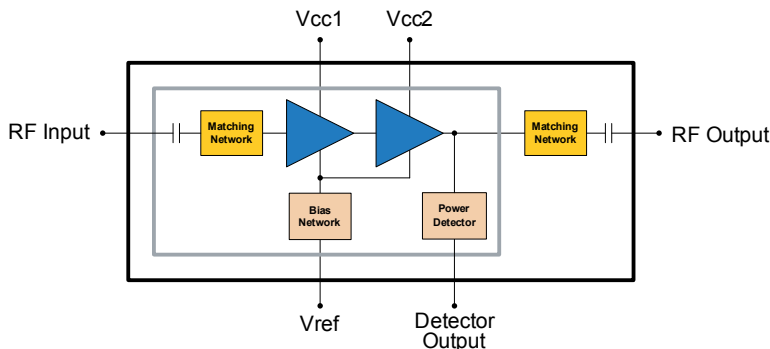 Vcc1 Vcc2
RF Input
Matching
Network
Matching
Network
RF Output
Bias
Network
Power
Detector
Vref
Detector
Output